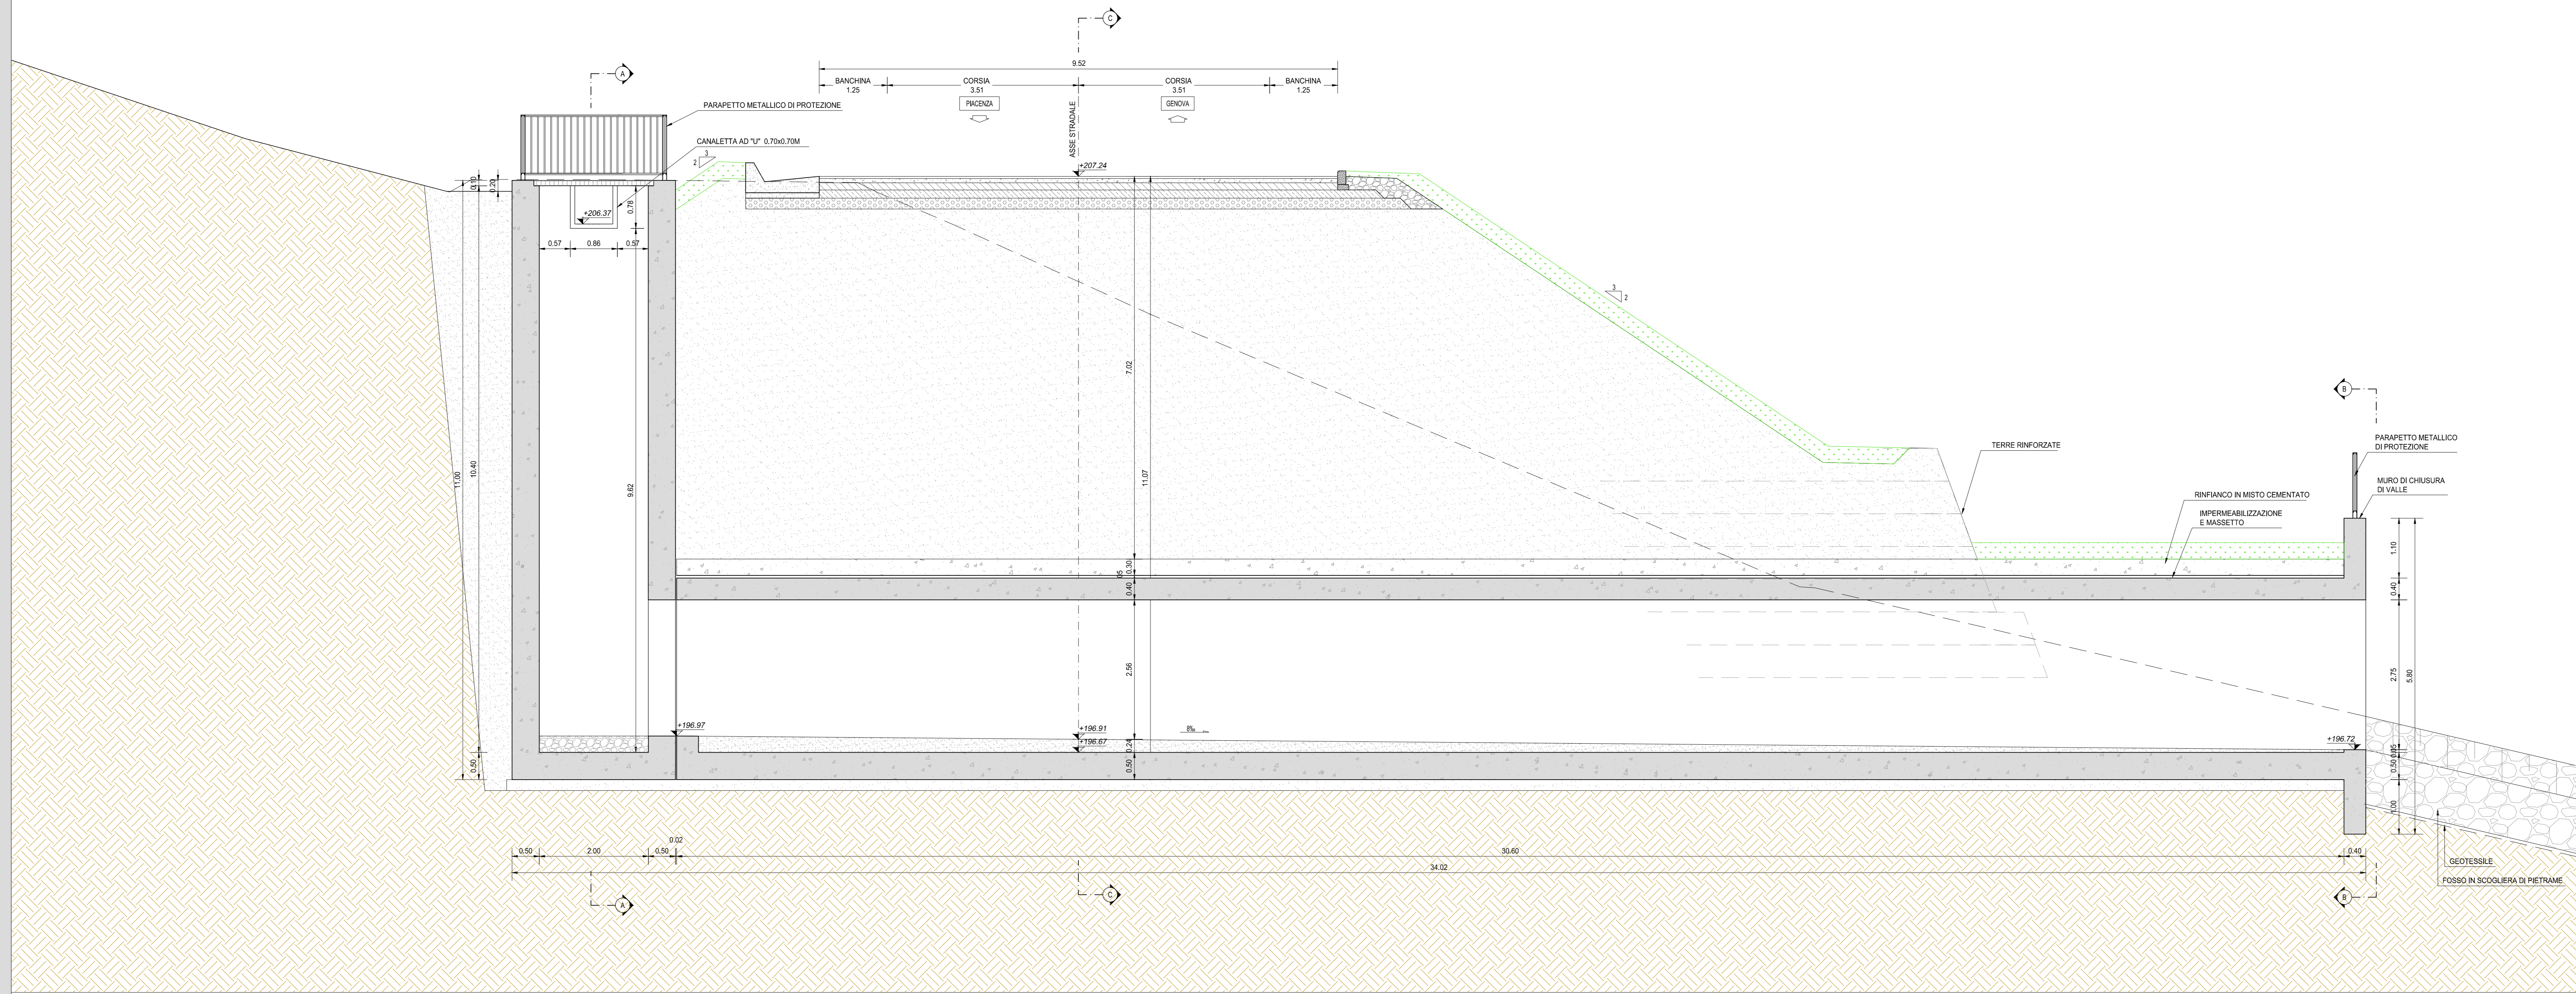 C
A
9.52
BANCHINA
1.25
CORSIA
3.51
CORSIA
3.51
BANCHINA
1.25
PIACENZA
GENOVA
ASSE STRADALE
PARAPETTO METALLICO DI PROTEZIONE
CANALETTA AD "U" 0.70x0.70M
3
2
+207.24
0.10
0.20
+206.37
0.78
0.57
0.86
0.57
3
2
7.02
11.07
11.00
10.40
9.62
B
PARAPETTO METALLICO
DI PROTEZIONE
TERRE RINFORZATE
MURO DI CHIUSURA
DI VALLE
RINFIANCO IN MISTO CEMENTATO
IMPERMEABILIZZAZIONE
E MASSETTO
1.10
0.30
05
0.40
0.40
2.56
2.75
5.80
+196.97
+196.91
+196.67
8‰
+196.72
0.24
0.05
0.50
0.50
0.50
1.00
0.02
0.50
2.00
0.50
30.60
0.40
34.02
GEOTESSILE
FOSSO IN SCOGLIERA DI PIETRAME
A
C
B